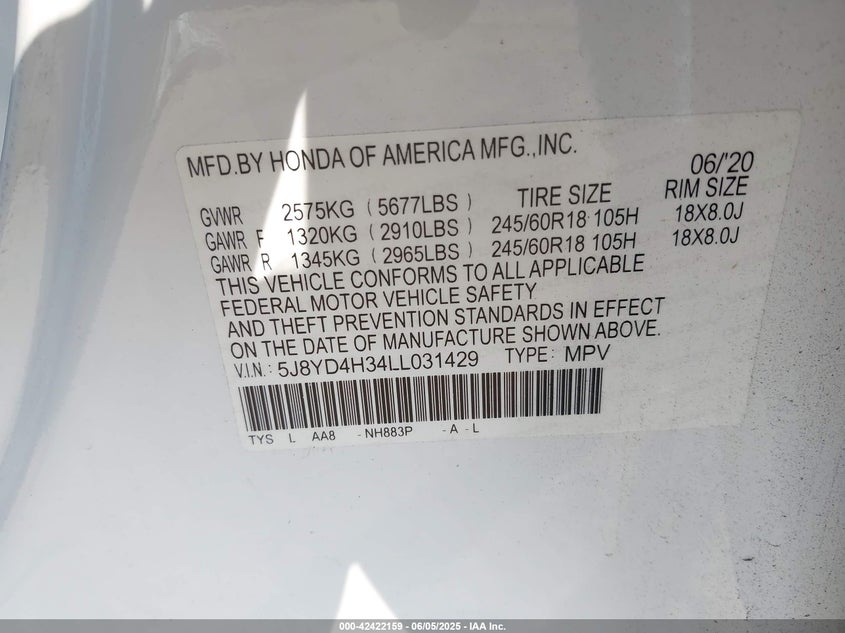 MFD.BY HONDA OF AMERICA MFG.,INC. 06/'20
GVWR 2575KG ( 5677LBS ) TIRE SIZE RIM SIZE
GAWR F 1320KG ( 2910LBS ) 245/60R18 105H 18X8.0J
GAWR R 1345KG ( 2965LBS ) 245/60R18 105H 18X8.0J
THIS VEHICLE CONFORMS TO ALL APPLICABLE
FEDERAL MOTOR VEHICLE SAFETY
AND THEFT PREVENTION STANDARDS IN EFFECT
ON THE DATE OF MANUFACTURE SHOWN ABOVE.
V.I.N.: 5J8YD4H34LL031429 TYPE: MPV
TYS L AA8 -NH883P -A -L
000-42422159 - 06/05/2025 - IAA Inc.